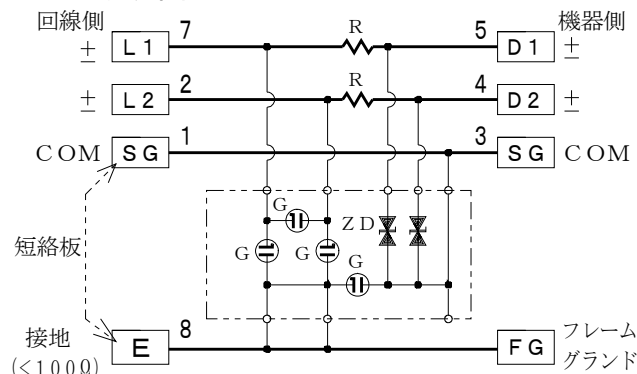 回線側 7 R 5 機器側
± L1 D1 ±
2 R 4
± L2 D2 ±
1 3
COM SG SG COM
G ZD
G G G
短絡板
接地 8 フレーム
E FG グランド
(<100Ω)